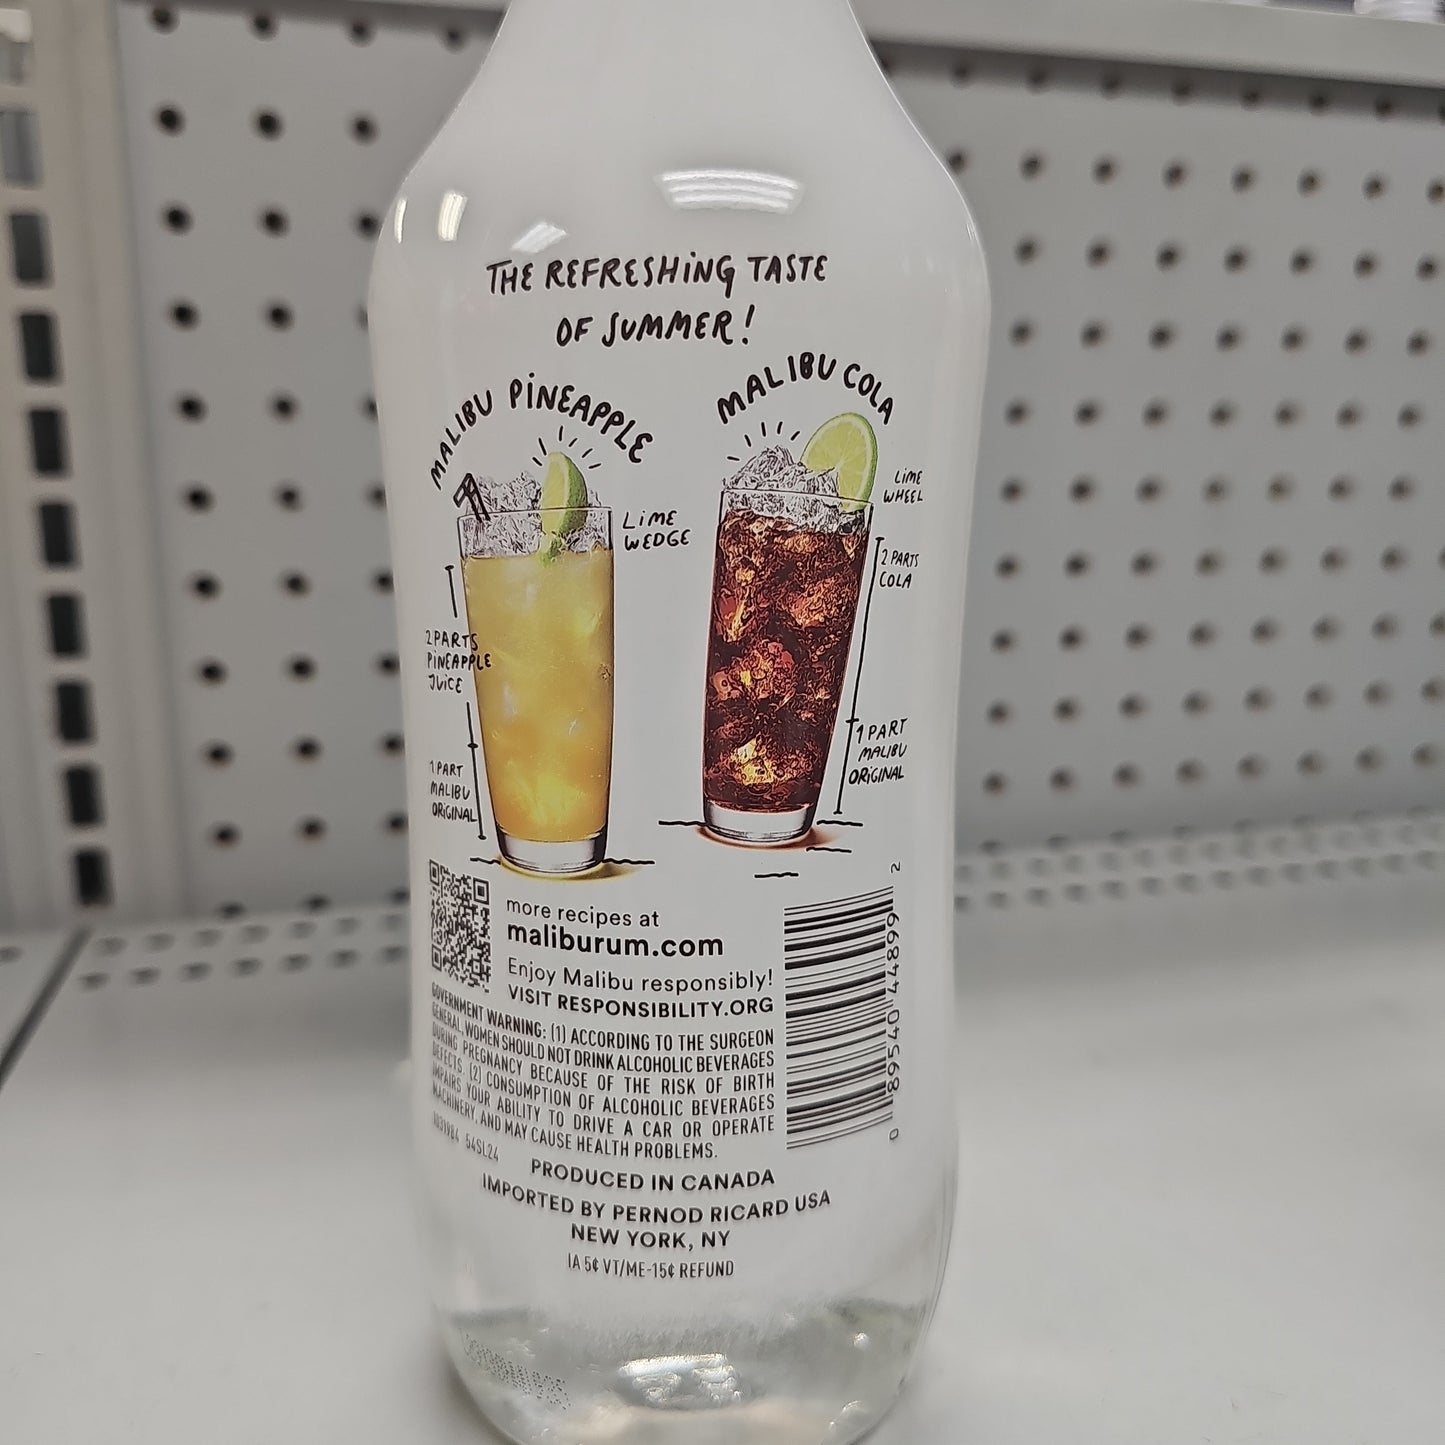 THE REFRESHING TASTE
OF SUMMER!
MALIBU PINEAPPLE
LIME
WEDGE
2 PARTS
PINEAPPLE
JUICE
1 PART
MALIBU
ORIGINAL
MALIBU COLA
LIME
WHEEL
2 PARTS
COLA
1 PART
MALIBU
ORIGINAL
more recipes at
maliburum.com
Enjoy Malibu responsibly!
VISIT RESPONSIBILITY.ORG
GOVERNMENT WARNING: (1) ACCORDING TO THE SURGEON
GENERAL, WOMEN SHOULD NOT DRINK ALCOHOLIC BEVERAGES
DURING PREGNANCY BECAUSE OF THE RISK OF BIRTH
DEFECTS. (2) CONSUMPTION OF ALCOHOLIC BEVERAGES
IMPAIRS YOUR ABILITY TO DRIVE A CAR OR OPERATE
MACHINERY, AND MAY CAUSE HEALTH PROBLEMS.
54SL24
0 89540 44899 2
PRODUCED IN CANADA
IMPORTED BY PERNOD RICARD USA
NEW YORK, NY
IA 5¢ VT/ME-15¢ REFUND